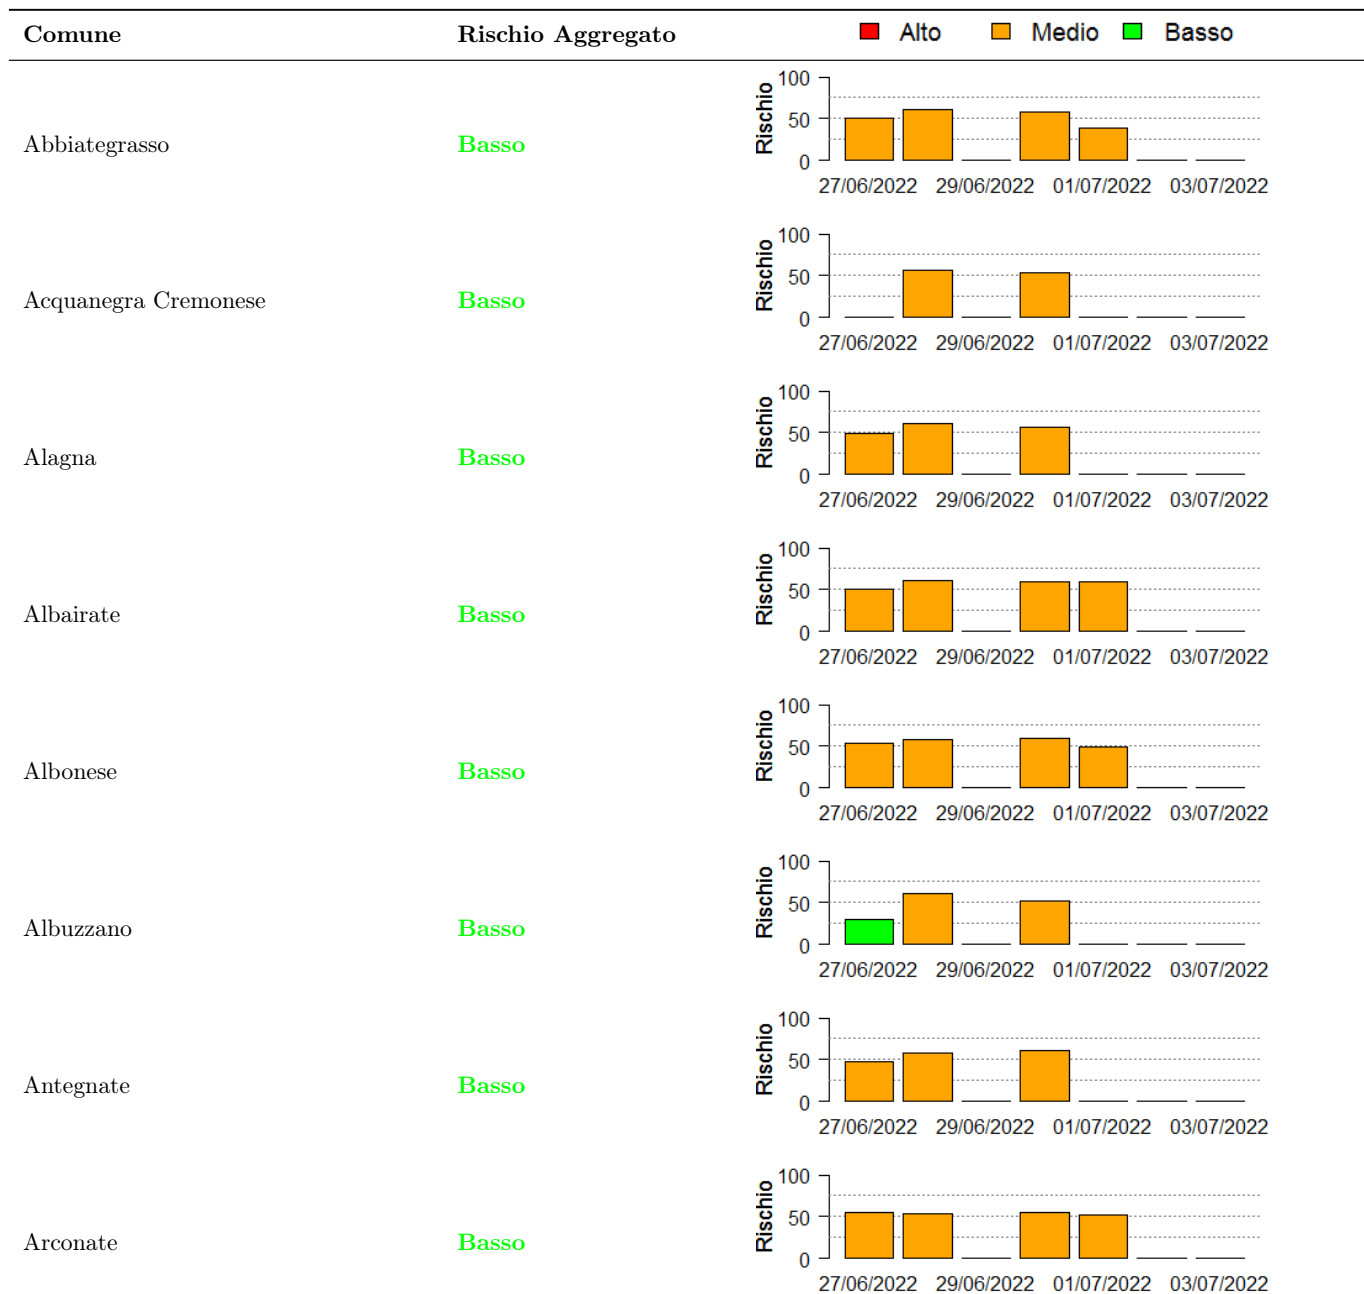 Comune Rischio Aggregato Alto Medio Basso
Rischio
100
50
0
Abbiategrasso Basso
27/06/2022 29/06/2022 01/07/2022 03/07/2022
Rischio
100
50
0
Acquanegra Cremonese Basso
27/06/2022 29/06/2022 01/07/2022 03/07/2022
Rischio
100
50
0
Alagna Basso
27/06/2022 29/06/2022 01/07/2022 03/07/2022
Rischio
100
50
0
Albairate Basso
27/06/2022 29/06/2022 01/07/2022 03/07/2022
Rischio
100
50
0
Albonese Basso
27/06/2022 29/06/2022 01/07/2022 03/07/2022
Rischio
100
50
0
Albuzzano Basso
27/06/2022 29/06/2022 01/07/2022 03/07/2022
Rischio
100
50
0
Antegnate Basso
27/06/2022 29/06/2022 01/07/2022 03/07/2022
Rischio
100
50
0
Arconate Basso
27/06/2022 29/06/2022 01/07/2022 03/07/2022